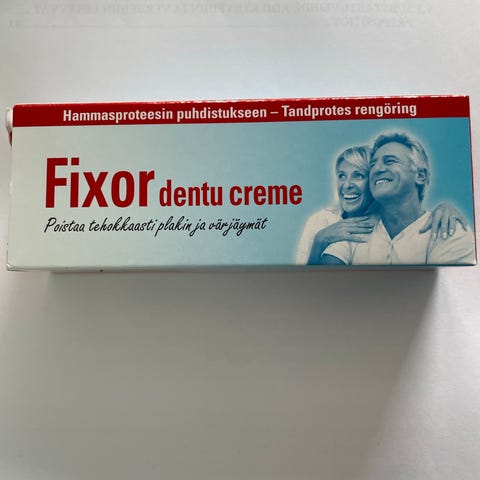 Hammasproteesin puhdistukseen – Tandprotes rengöring
Fixor dentu creme
Poistaa tehokkaasti plakin ja värjäymät